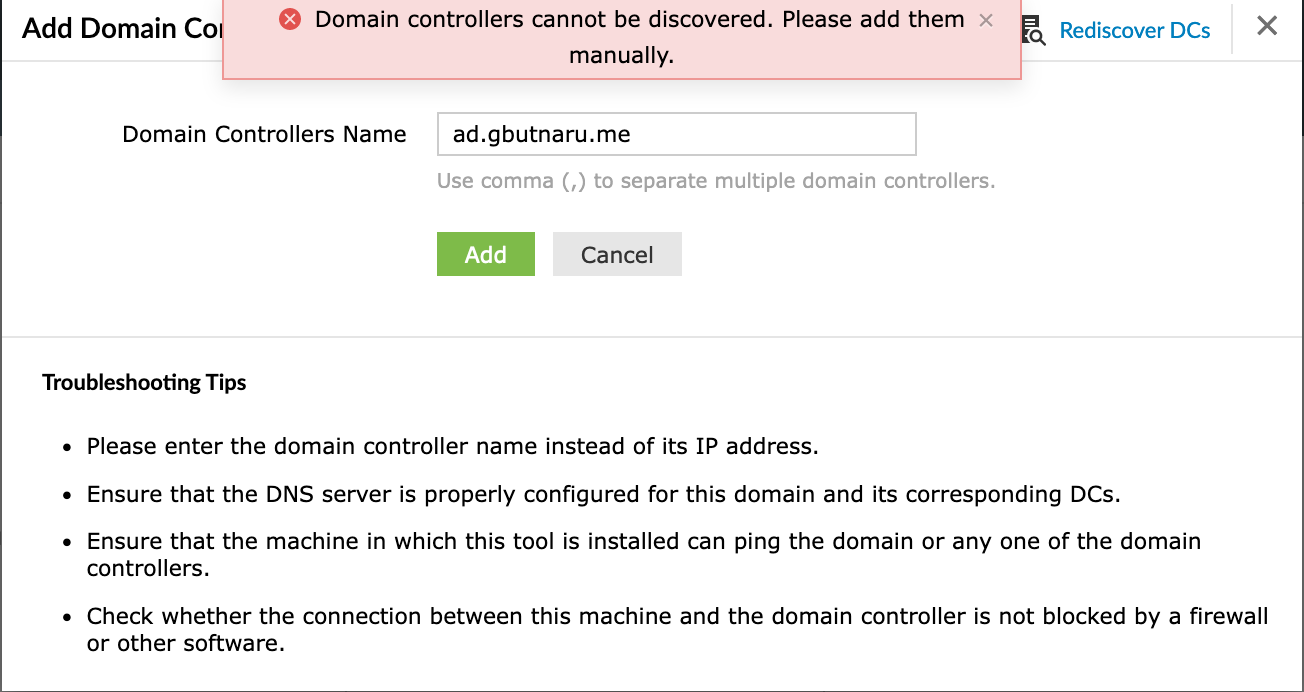 Add Domain Co
Domain controllers cannot be discovered. Please add them
manually.
Rediscover DCs
Domain Controllers Name
ad.gbutnaru.me
Use comma (,) to separate multiple domain controllers.
Add
Cancel
Troubleshooting Tips
• Please enter the domain controller name instead of its IP address.
• Ensure that the DNS server is properly configured for this domain and its corresponding DCs.
• Ensure that the machine in which this tool is installed can ping the domain or any one of the domain
controllers.
• Check whether the connection between this machine and the domain controller is not blocked by a firewall
or other software.